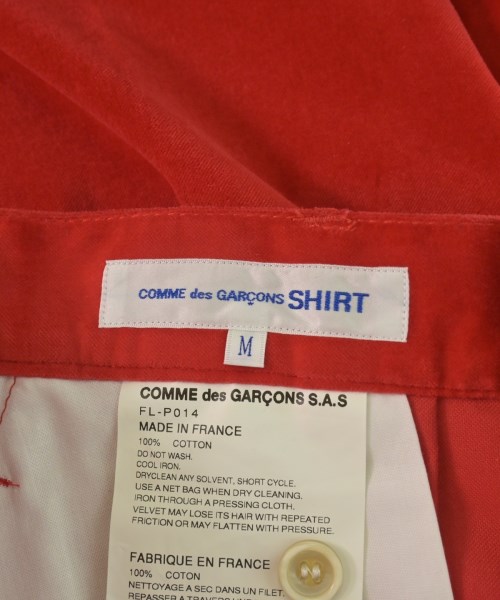 COMME des GARÇONS SHIRT
M
COMME des GARÇONS S.A.S
FL-P014
MADE IN FRANCE
100% COTTON
DO NOT WASH.
COOL IRON.
DRYCLEAN ANY SOLVENT, SHORT CYCLE.
USE A NET BAG WHEN DRY CLEANING.
IRON THROUGH A PRESSING CLOTH.
VELVET MAY LOSE ITS HAIR WITH REPEATED
FRICTION OR MAY FLATTEN WITH PRESSURE.
FABRIQUE EN FRANCE
100% COTON
NETTOYAGE A SEC DANS UN FILET.
REPASSER A TRAVERS